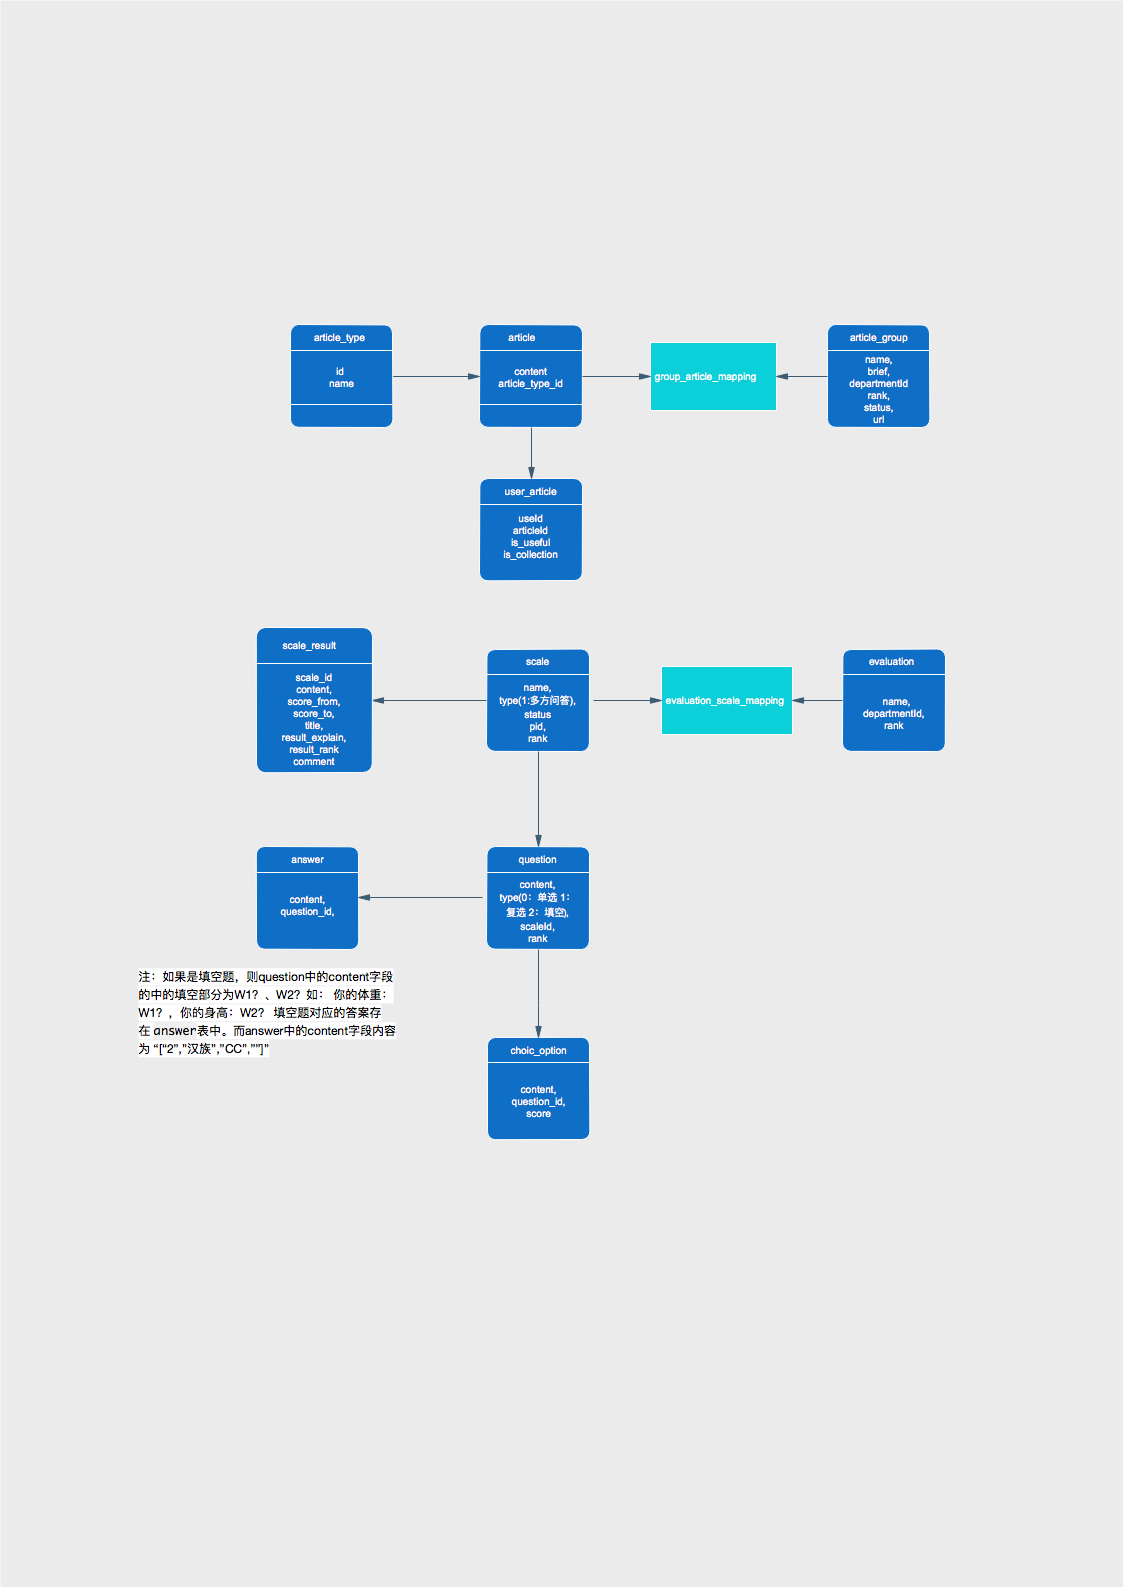 article_type
id
name
article
content
article_type_id
group_article_mapping
article_group
name,
brief,
departmentId
rank,
status,
url
user_article
useId
articleId
is_useful
is_collection
scale_result
scale_id
content,
score_from,
score_to,
title,
result_explain,
result_rank
comment
scale
name,
type(1:多方问答),
status
pid,
rank
evaluation_scale_mapping
evaluation
name,
departmentId,
rank
answer
content,
question_id,
question
content,
type(0：单选 1：
复选 2：填空),
scaleId,
rank
注：如果是填空题，则question中的content字段
的中的填空部分为W1？、W2？如： 你的体重：
W1？，你的身高：W2？ 填空题对应的答案存
在 answer表中。而answer中的content字段内容
为 “[“2”,”汉族”,”CC”,””]”
choic_option
content,
question_id,
score